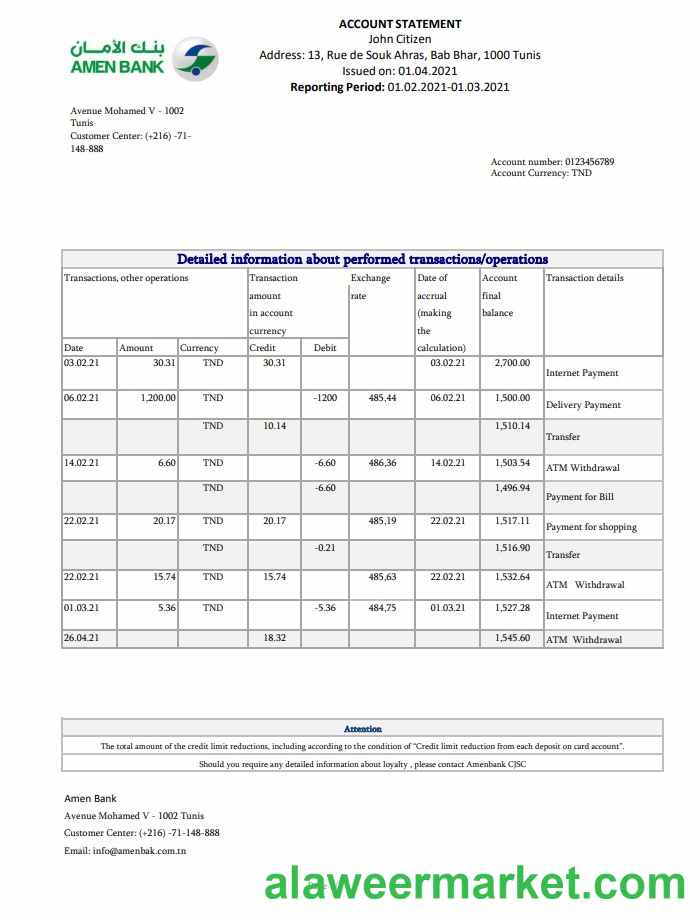 ACCOUNT STATEMENT
John Citizen
Address: 13, Rue de Souk Ahras, Bab Bhar, 1000 Tunis
Issued on: 01.04.2021
Reporting Period: 01.02.2021-01.03.2021
بنك الأمان
AMEN BANK
Avenue Mohamed V - 1002
Tunis
Customer Center: (+216) -71-
148-888
Account number: 0123456789
Account Currency: TND
Detailed information about performed transactions/operations
Transactions, other operations Transaction amount in account currency Exchange rate Date of accrual (making the calculation) Account final balance Transaction details
Date Amount Currency Credit Debit
03.02.21 30.31 TND 30.31 03.02.21 2,700.00 Internet Payment
06.02.21 1,200.00 TND -1200 485,44 06.02.21 1,500.00 Delivery Payment
TND 10.14 1,510.14 Transfer
14.02.21 6.60 TND -6.60 486,36 14.02.21 1,503.54 ATM Withdrawal
TND -6.60 1,496.94 Payment for Bill
22.02.21 20.17 TND 20.17 485,19 22.02.21 1,517.11 Payment for shopping
TND -0.21 1,516.90 Transfer
22.02.21 15.74 TND 15.74 485,63 22.02.21 1,532.64 ATM Withdrawal
01.03.21 5.36 TND -5.36 484,75 01.03.21 1,527.28 Internet Payment
26.04.21 18.32 1,545.60 ATM Withdrawal
Attention
The total amount of the credit limit reductions, including according to the condition of “Credit limit reduction from each deposit on card account”.
Should you require any detailed information about loyalty , please contact Amenbank CJSC
Amen Bank
Avenue Mohamed V - 1002 Tunis
Customer Center: (+216) -71-148-888
Email: info@amenbak.com.tn
alaweermarket.com